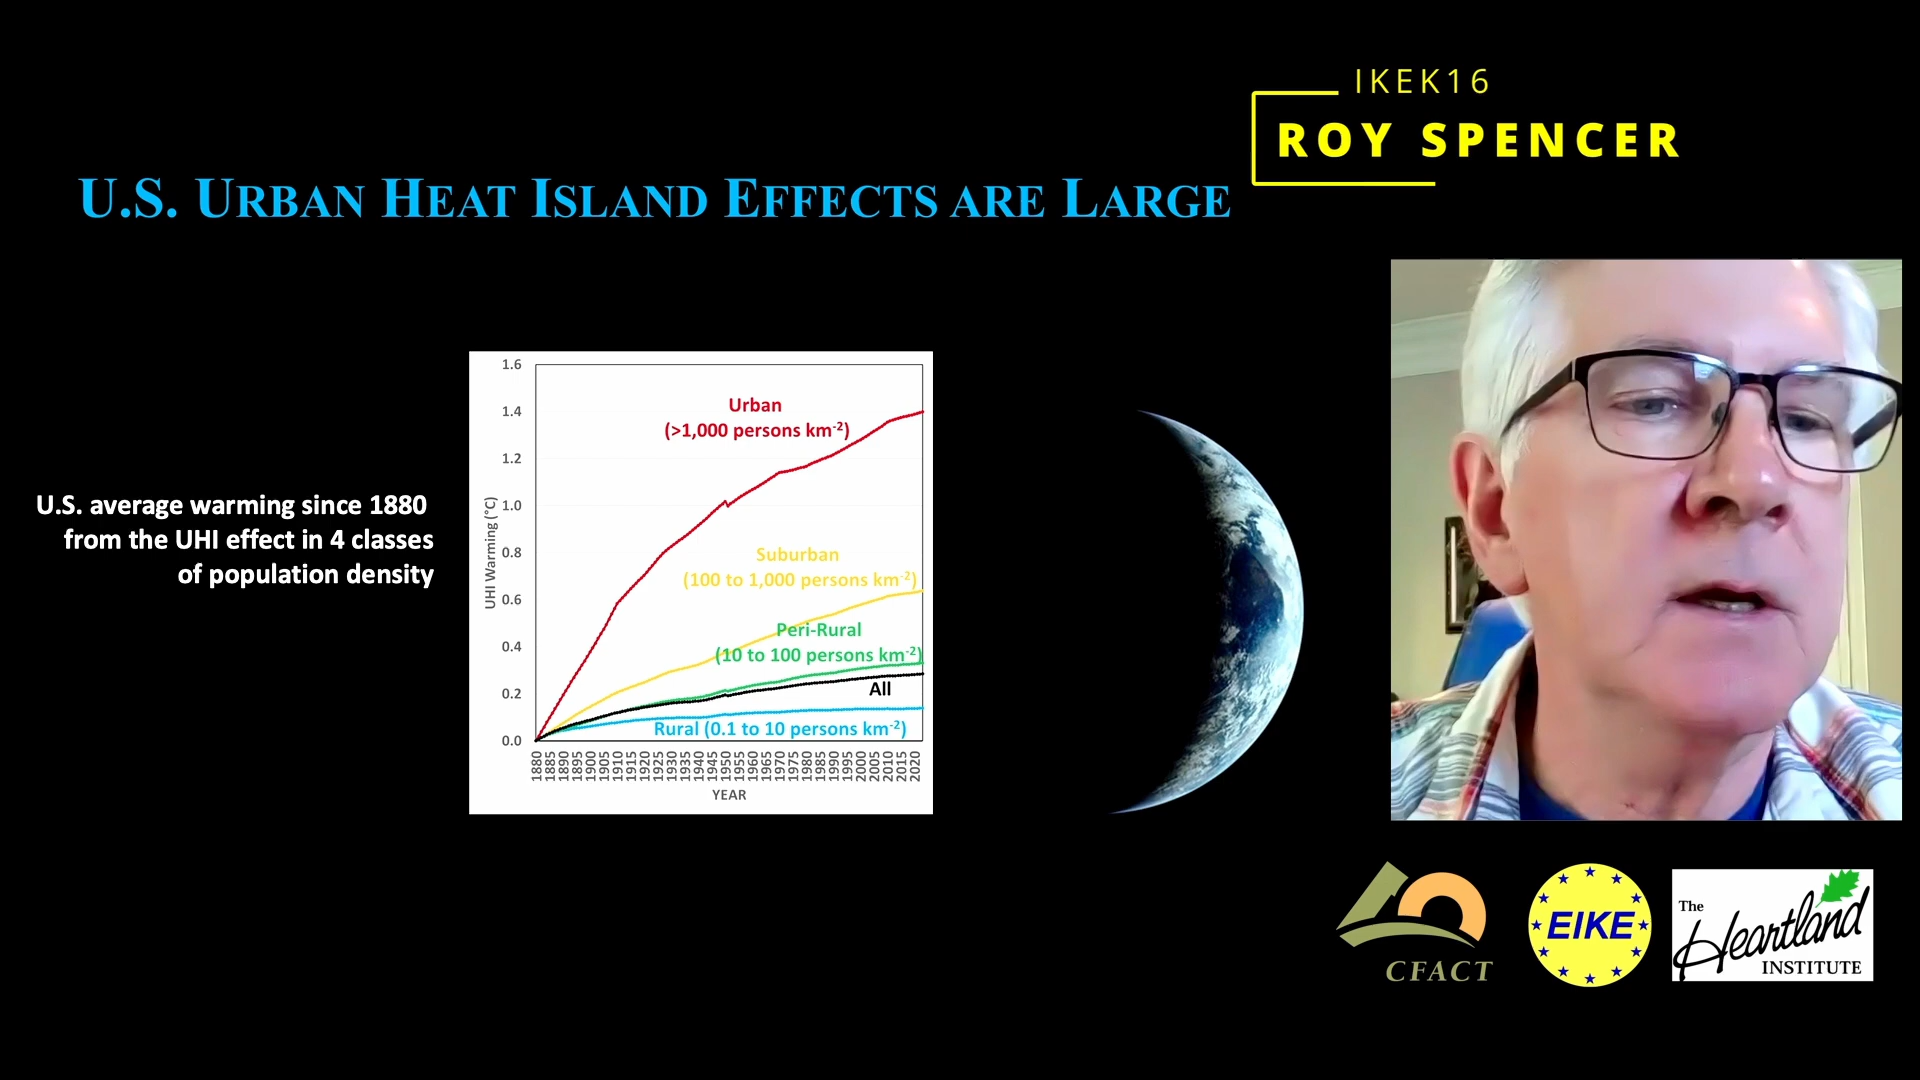 IKEK16
ROY SPENCER
U.S. URBAN HEAT ISLAND EFFECTS ARE LARGE
U.S. average warming since 1880
from the UHI effect in 4 classes
of population density
UHI Warming (°C)
1.6
1.4
1.2
1.0
0.8
0.6
0.4
0.2
0.0
Urban
(>1,000 persons km-2)
Suburban
(100 to 1,000 persons km-2)
Peri-Rural
(10 to 100 persons km-2)
All
Rural (0.1 to 10 persons km-2)
1880 1885 1890 1895 1900 1905 1910 1915 1920 1925 1930 1935 1940 1945 1950 1955 1960 1965 1970 1975 1980 1985 1990 1995 2000 2005 2010 2015 2020
YEAR
CFACT
EIKE
The
Heartland
INSTITUTE